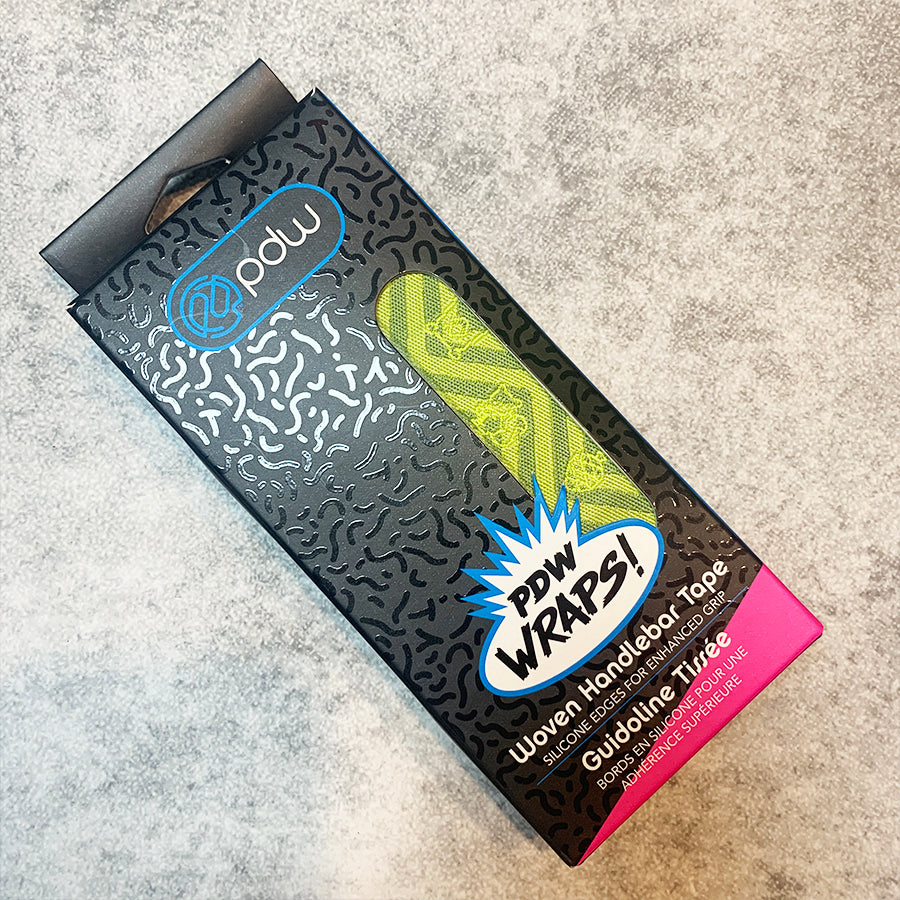 pdw
PDW
WRAPS!
Woven Handlebar Tape
SILICONE EDGES FOR ENHANCED GRIP
Guidoline Tissée
BORDS EN SILICONE POUR UNE
ADHÉRENCE SUPÉRIEURE